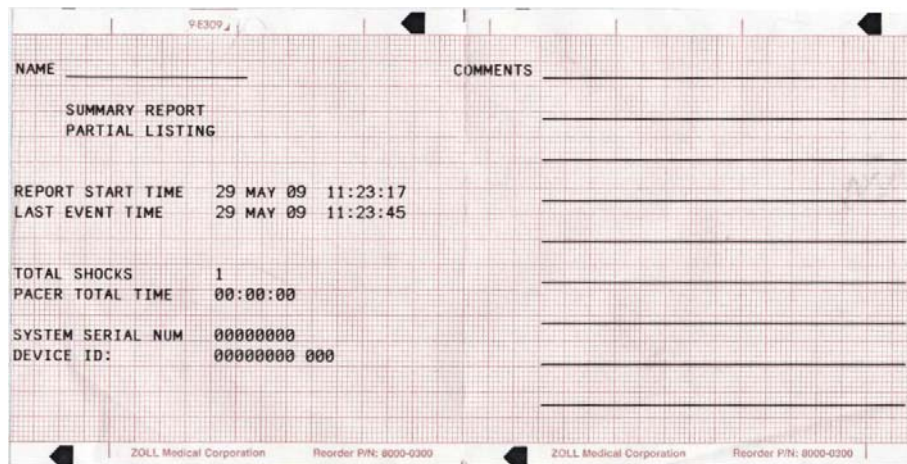 98309
NAME
COMMENTS
SUMMARY REPORT
PARTIAL LISTING
REPORT START TIME 29 MAY 09 11:23:17
LAST EVENT TIME 29 MAY 09 11:23:45
TOTAL SHOCKS 1
PACER TOTAL TIME 00:00:00
SYSTEM SERIAL NUM 00000000
DEVICE ID: 00000000 000
ZOLL Medical Corporation Reorder P/N: 8000-0300
ZOLL Medical Corporation Reorder P/N: 8000-0300